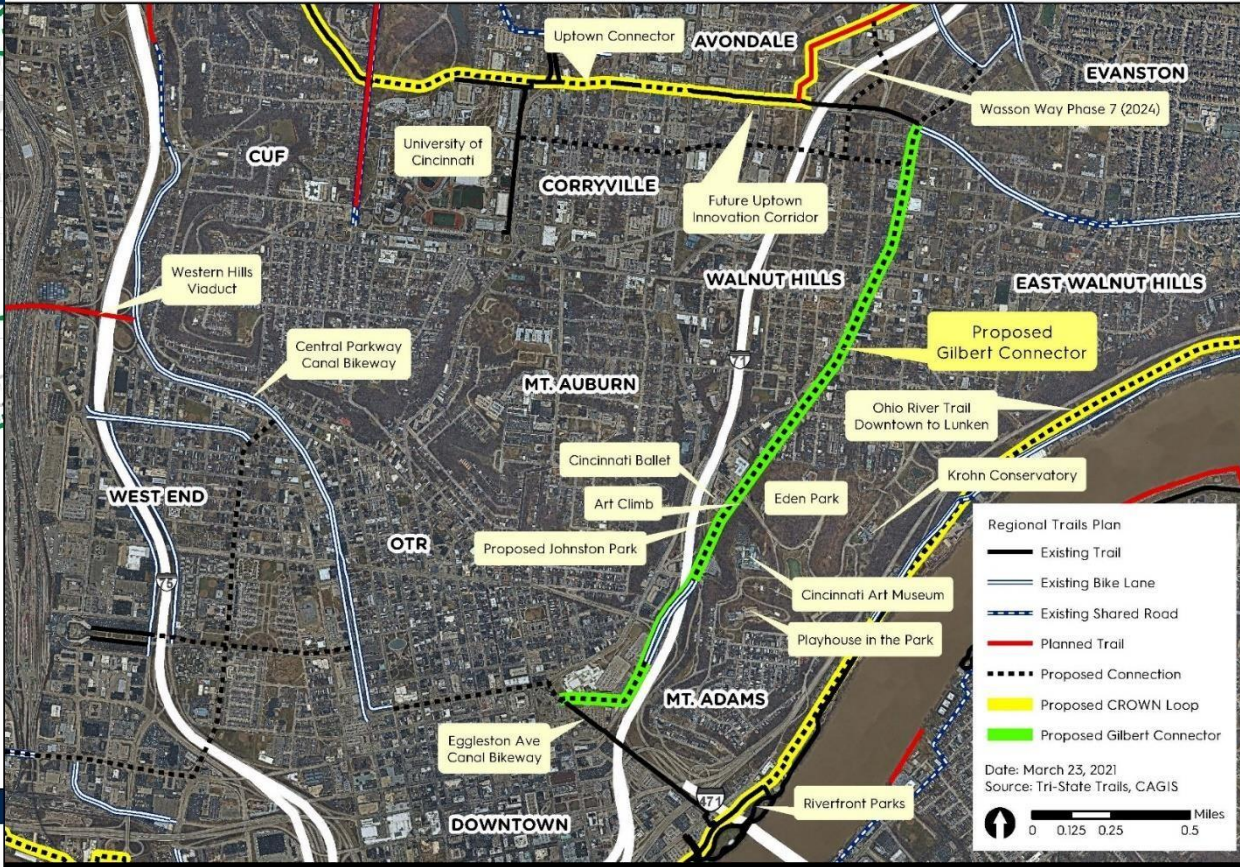 Uptown Connector
AVONDALE
EVANSTON
Wasson Way Phase 7 (2024)
University of
Cincinnati
CUF
CORRYVILLE
Future Uptown
Innovation Corridor
Western Hills
Viaduct
WALNUT HILLS
EAST WALNUT HILLS
Central Parkway
Canal Bikeway
71
Proposed
Gilbert Connector
MT. AUBURN
Ohio River Trail
Downtown to Lunken
Cincinnati Ballet
Krohn Conservatory
WEST END
Art Climb
Eden Park
OTR
Proposed Johnston Park
75
Cincinnati Art Museum
Playhouse in the Park
MT. ADAMS
Eggleston Ave
Canal Bikeway
471
Riverfront Parks
DOWNTOWN
Regional Trails Plan
Existing Trail
Existing Bike Lane
Existing Shared Road
Planned Trail
Proposed Connection
Proposed CROWN Loop
Proposed Gilbert Connector
Date: March 23, 2021
Source: Tri-State Trails, CAGIS
Miles
0 0.125 0.25 0.5